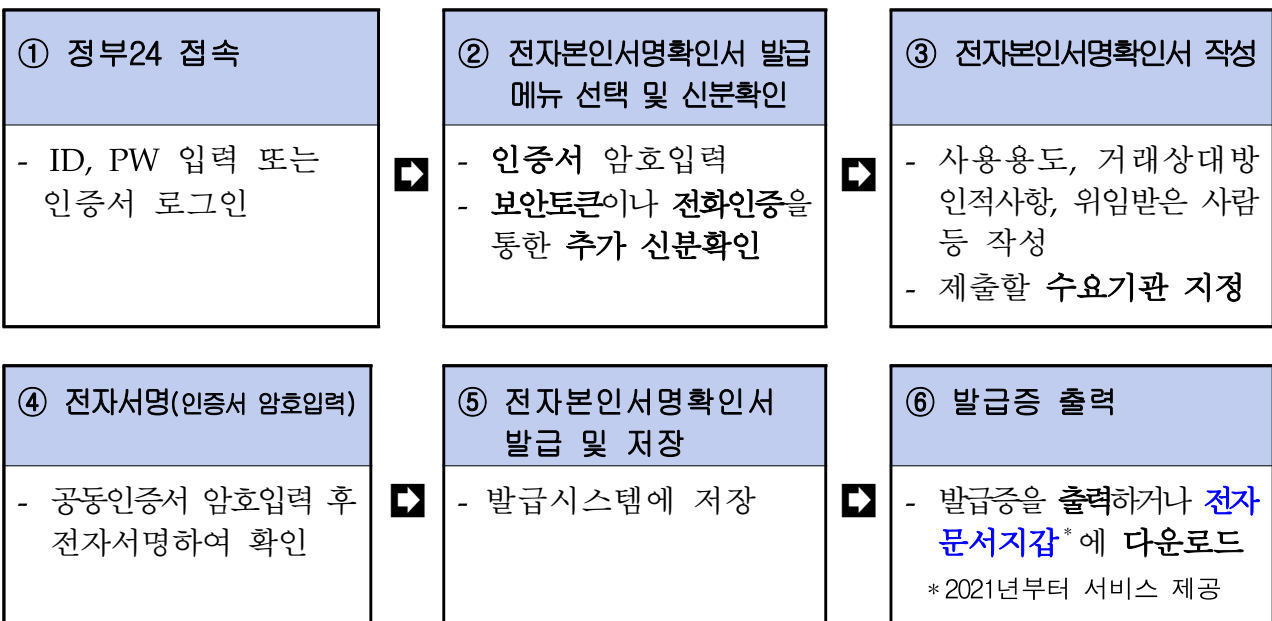 ① 정부24 접속
- ID, PW 입력 또는
인증서 로그인
② 전자본인서명확인서 발급
메뉴 선택 및 신분확인
- 인증서 암호입력
- 보안토큰이나 전화인증을
통한 추가 신분확인
③ 전자본인서명확인서 작성
- 사용용도, 거래상대방
인적사항, 위임받은 사람
등 작성
- 제출할 수요기관 지정
④ 전자서명(인증서 암호입력)
- 공동인증서 암호입력 후
전자서명하여 확인
⑤ 전자본인서명확인서
발급 및 저장
- 발급시스템에 저장
⑥ 발급증 출력
- 발급증을 출력하거나 전자
문서지갑*에 다운로드
*2021년부터 서비스 제공